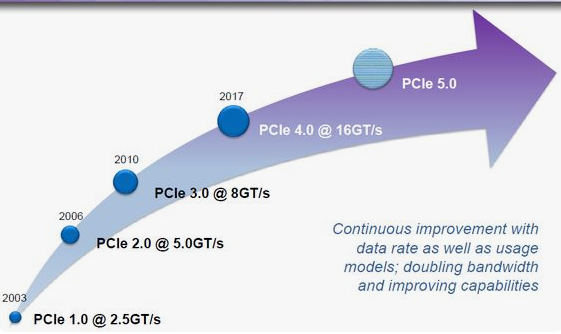 PCIe 5.0
2017
PCIe 4.0 @ 16GT/s
2010
PCIe 3.0 @ 8GT/s
2006
PCIe 2.0 @ 5.0GT/s
2003
PCIe 1.0 @ 2.5GT/s
Continuous improvement with
data rate as well as usage
models; doubling bandwidth
and improving capabilities